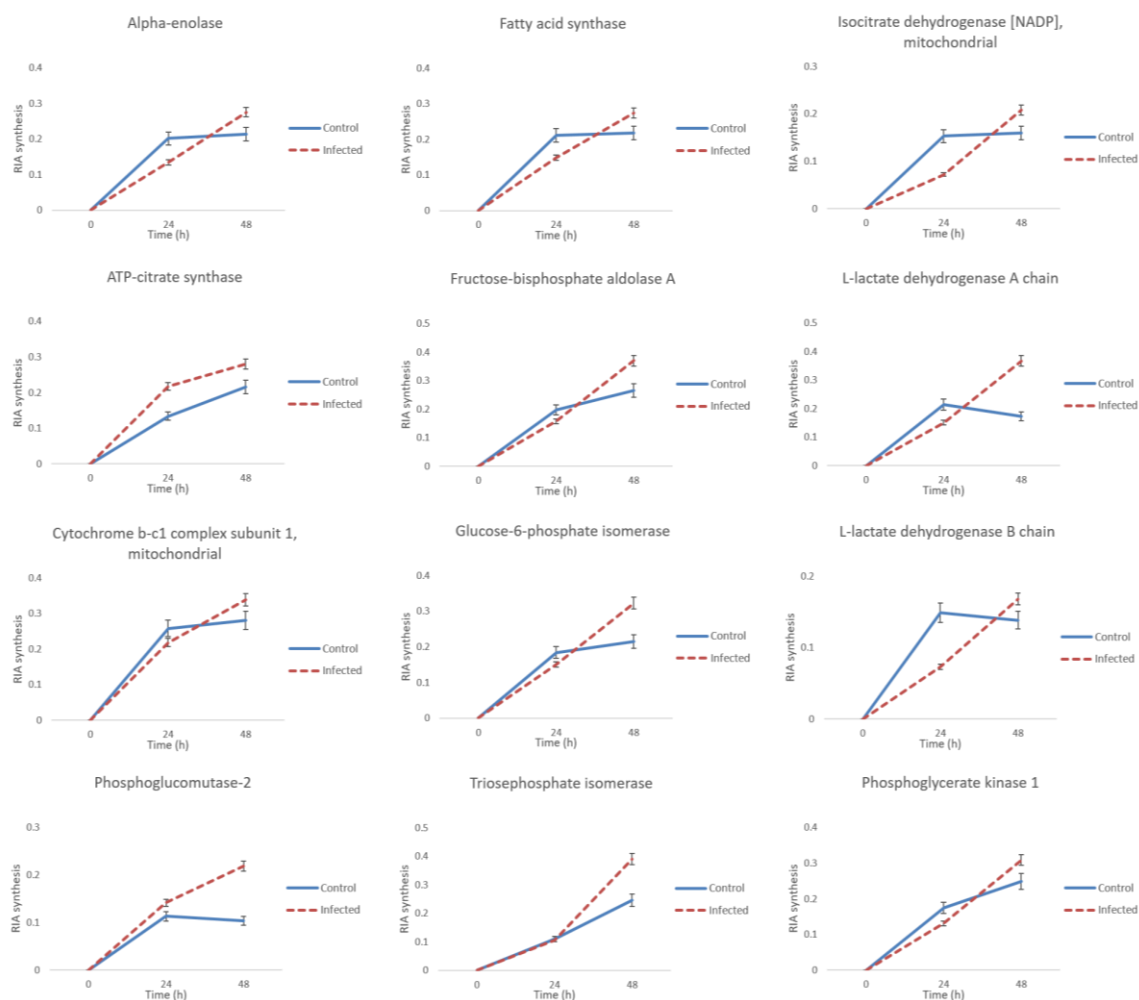 Alpha-enolase
0.4
0.3
0.2
0.1
0
RIA synthesis
0
24
48
Time (h)
Control
Infected
Fatty acid synthase
0.4
0.3
0.2
0.1
0
RIA synthesis
0
24
48
Time (h)
Control
Infected
Isocitrate dehydrogenase [NADP],
mitochondrial
0.3
0.2
0.1
0
RIA synthesis
0
24
48
Time (h)
Control
Infected
ATP-citrate synthase
0.4
0.3
0.2
0.1
0
RIA synthesis
0
24
48
Time (h)
Control
Infected
Fructose-bisphosphate aldolase A
0.5
0.4
0.3
0.2
0.1
0
RIA synthesis
0
24
48
Time (h)
Control
Infected
L-lactate dehydrogenase A chain
0.5
0.4
0.3
0.2
0.1
0
RIA synthesis
0
24
48
Time (h)
Control
Infected
Cytochrome b-c1 complex subunit 1,
mitochondrial
0.4
0.3
0.2
0.1
0
RIA synthesis
0
24
48
Time (h)
Control
Infected
Glucose-6-phosphate isomerase
0.4
0.3
0.2
0.1
0
RIA synthesis
0
24
48
Time (h)
Control
Infected
L-lactate dehydrogenase B chain
0.2
0.1
0
RIA synthesis
0
24
48
Time (h)
Control
Infected
Phosphoglucomutase-2
0.3
0.2
0.1
0
RIA synthesis
0
24
48
Time (h)
Control
Infected
Triosephosphate isomerase
0.5
0.4
0.3
0.2
0.1
0
RIA synthesis
0
24
48
Time (h)
Control
Infected
Phosphoglycerate kinase 1
0.4
0.3
0.2
0.1
0
RIA synthesis
0
24
48
Time (h)
Control
Infected